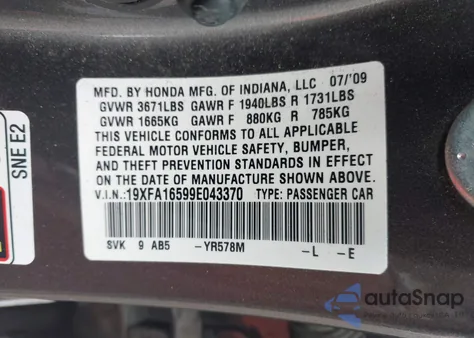 MFD. BY HONDA MFG. OF INDIANA, LLC 07/09
GVWR 3671LBS GAWR F 1940LBS R 1731LBS
GVWR 1665KG GAWR F 880KG R 785KG
THIS VEHICLE CONFORMS TO ALL APPLICABLE
FEDERAL MOTOR VEHICLE SAFETY, BUMPER,
AND THEFT PREVENTION STANDARDS IN EFFECT
ON THE DATE OF MANUFACTURE SHOWN ABOVE.
V.I.N.: 19XFA16599E043370 TYPE: PASSENGER CAR
SVK 9 AB5 -YR578M -L -E
SNE E2
autoSnap